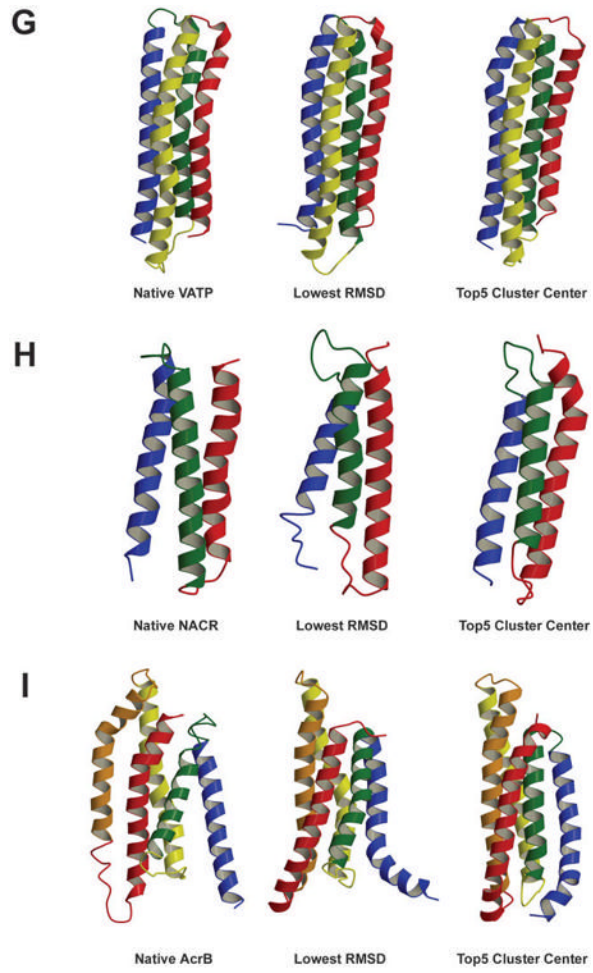 G
Native VATP Lowest RMSD Top5 Cluster Center
H
Native NACR Lowest RMSD Top5 Cluster Center
I
Native AcrB Lowest RMSD Top5 Cluster Center